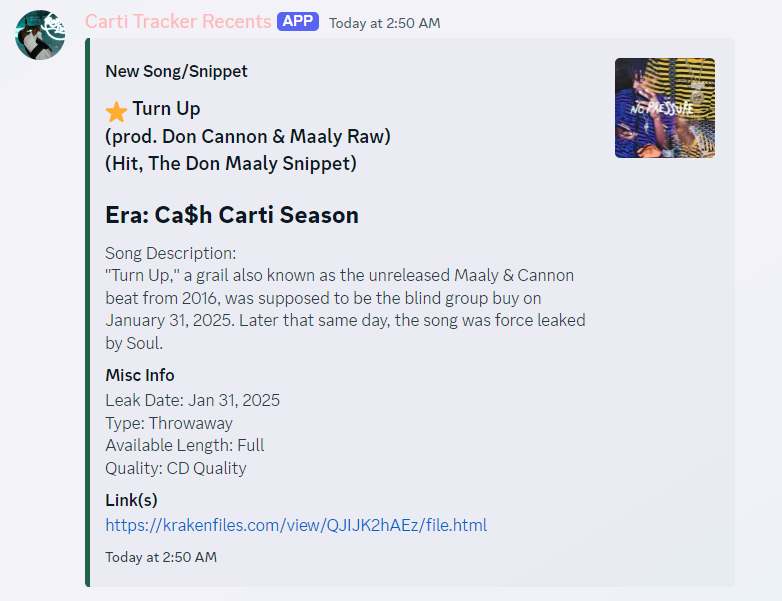 Carti Tracker Recents APP Today at 2:50 AM
New Song/Snippet
⭐ Turn Up
(prod. Don Cannon & Maaly Raw)
(Hit, The Don Maaly Snippet)
NO PRESSURE
Era: Ca$h Carti Season
Song Description:
"Turn Up," a grail also known as the unreleased Maaly & Cannon
beat from 2016, was supposed to be the blind group buy on
January 31, 2025. Later that same day, the song was force leaked
by Soul.
Misc Info
Leak Date: Jan 31, 2025
Type: Throwaway
Available Length: Full
Quality: CD Quality
Link(s)
https://krakenfiles.com/view/QJIJK2hAEz/file.html
Today at 2:50 AM